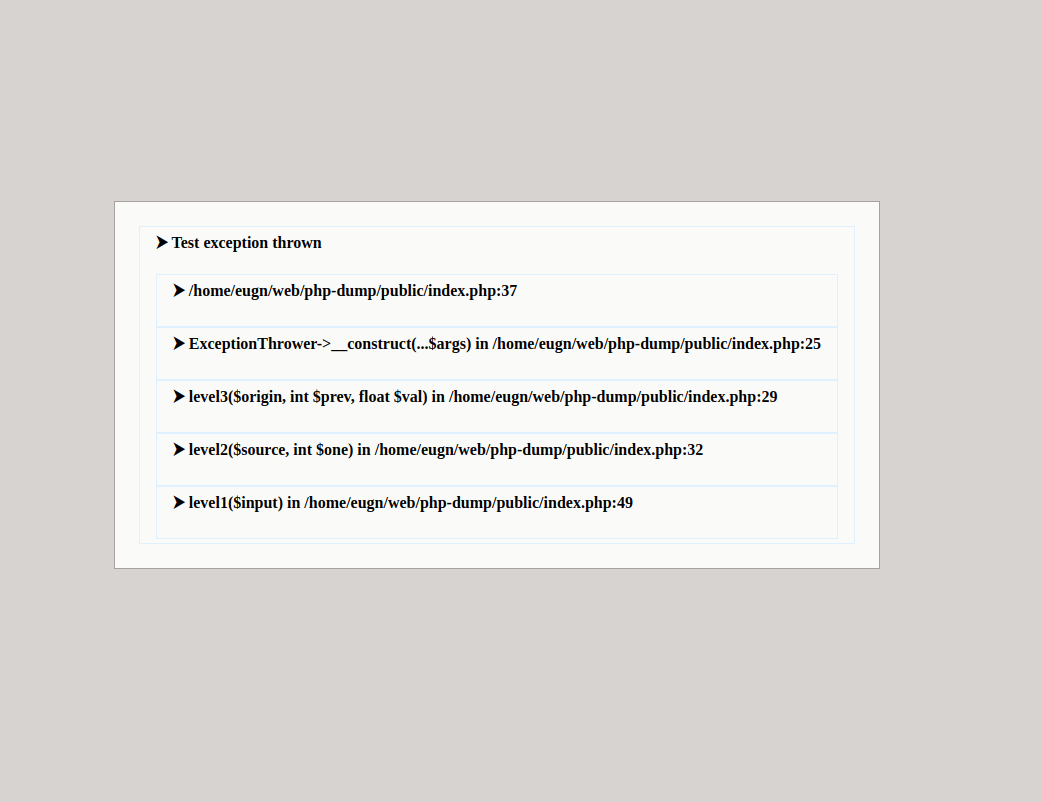 ➤ Test exception thrown
➤ /home/eugn/web/php-dump/public/index.php:37
➤ ExceptionThrower->__construct(...$args) in /home/eugn/web/php-dump/public/index.php:25
➤ level3($origin, int $prev, float $val) in /home/eugn/web/php-dump/public/index.php:29
➤ level2($source, int $one) in /home/eugn/web/php-dump/public/index.php:32
➤ level1($input) in /home/eugn/web/php-dump/public/index.php:49